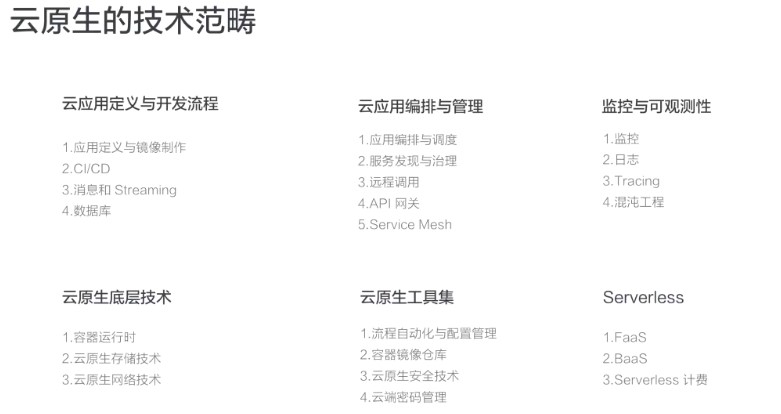 云原生的技术范畴
云应用定义与开发流程
1.应用定义与镜像制作
2.CI/CD
3.消息和 Streaming
4.数据库
云应用编排与管理
1.应用编排与调度
2.服务发现与治理
3.远程调用
4.API 网关
5.Service Mesh
监控与可观测性
1.监控
2.日志
3.Tracing
4.混沌工程
云原生底层技术
1.容器运行时
2.云原生存储技术
3.云原生网络技术
云原生工具集
1.流程自动化与配置管理
2.容器镜像仓库
3.云原生安全技术
4.云端密码管理
Serverless
1.FaaS
2.BaaS
3.Serverless 计费